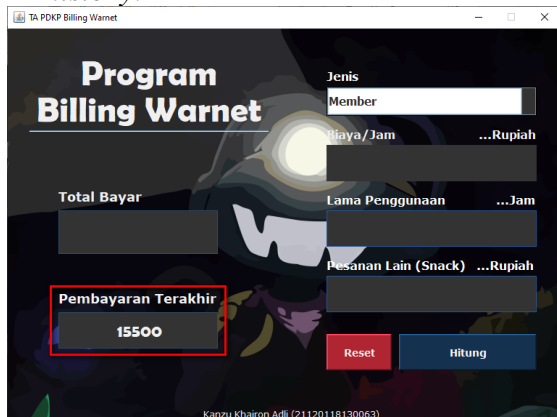 TA PDKP Billing Warnet
Program
Billing Warnet
Jenis
Member
Biaya/Jam ...Rupiah
Total Bayar
Lama Penggunaan ...Jam
Pesanan Lain (Snack) ...Rupiah
Pembayaran Terakhir
15500
Reset Hitung
Kanzu Khairon Adli (21120118130063)